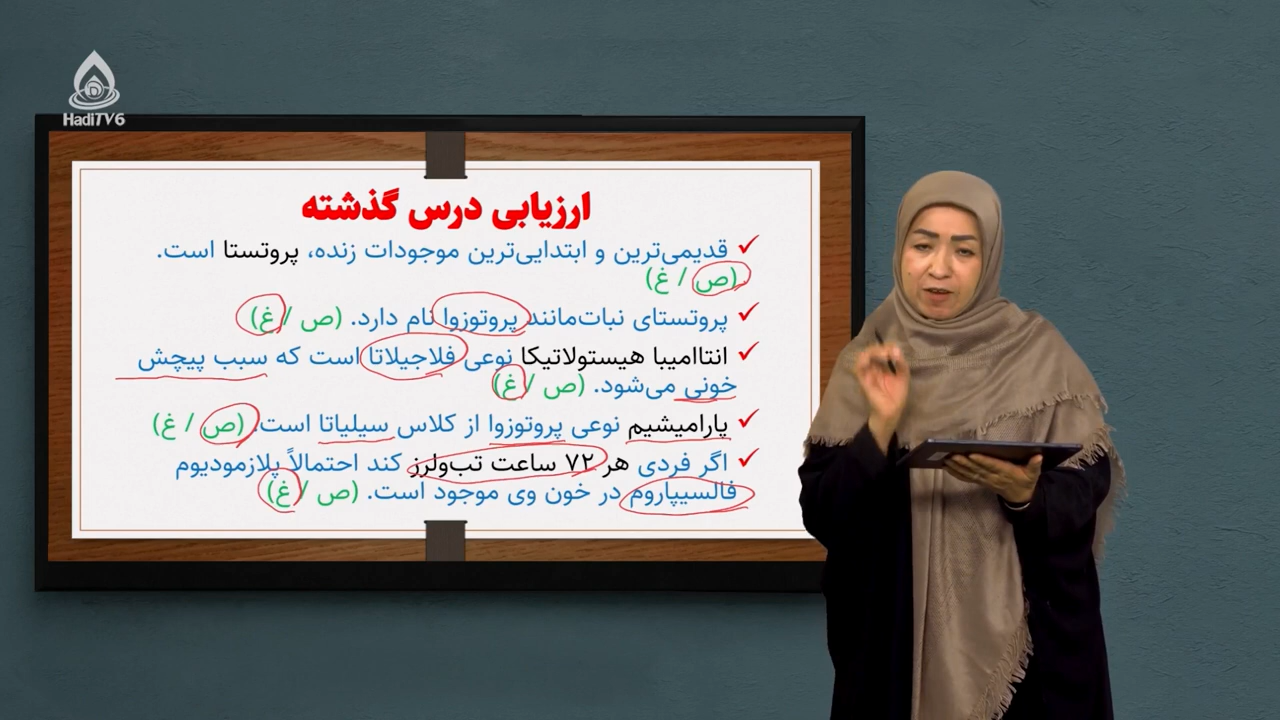 HadiTV6
ارزیابی درس گذشته
قدیمی‌ترین و ابتدایی‌ترین موجودات زنده، پروتستا است.
(ص / غ)
پروتستای نبات‌مانند پروتوزوا نام دارد. (ص / غ)
انتاامیبا هیستولاتیکا نوعی فلاجیلاتا است که سبب پیچش
خونی می‌شود. (ص / غ)
پارامیشیم نوعی پروتوزوا از کلاس سیلیاتا است. (ص / غ)
اگر فردی هر ۷۲ ساعت تب‌ولرز کند احتمالاً پلازمودیوم
فالسیپاروم در خون وی موجود است. (ص / غ)